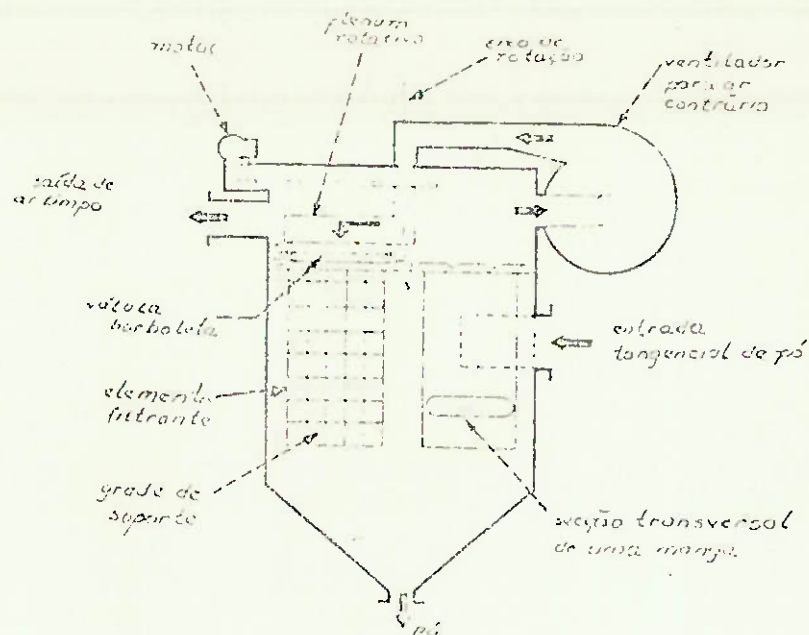 motor
plenum
rotativo
eixo de
rotação
ventilador
para ar
contrário
saída de
ar limpo
válvula
borboleta
entrada
tangencial de pó
elemento
filtrante
grade de
suporte
seção transversal
de uma manga
pó